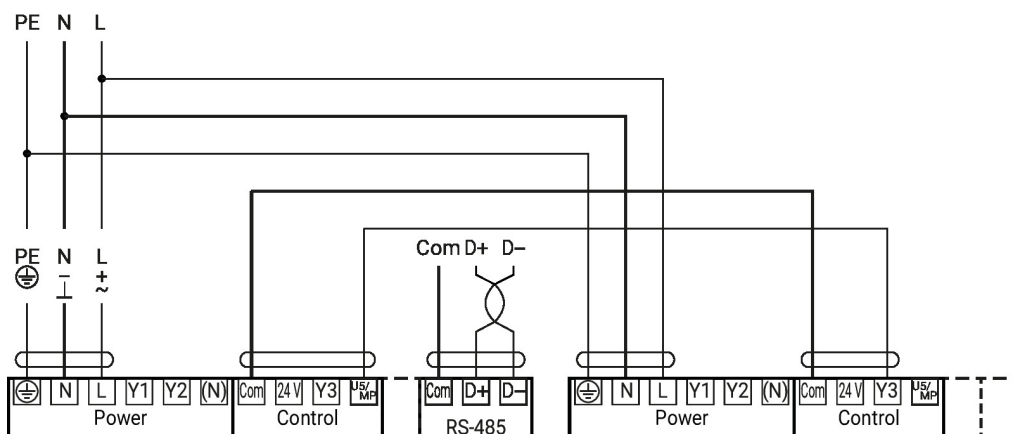 PE N L
Com D+ D–
PE N L
– +
~
Com 24 V Y3 U5/MP
N L Y1 Y2 (N)
Com D+ D–
N L Y1 Y2 (N)
Com 24 V Y3 U5/MP
Power Control RS-485 Power Control